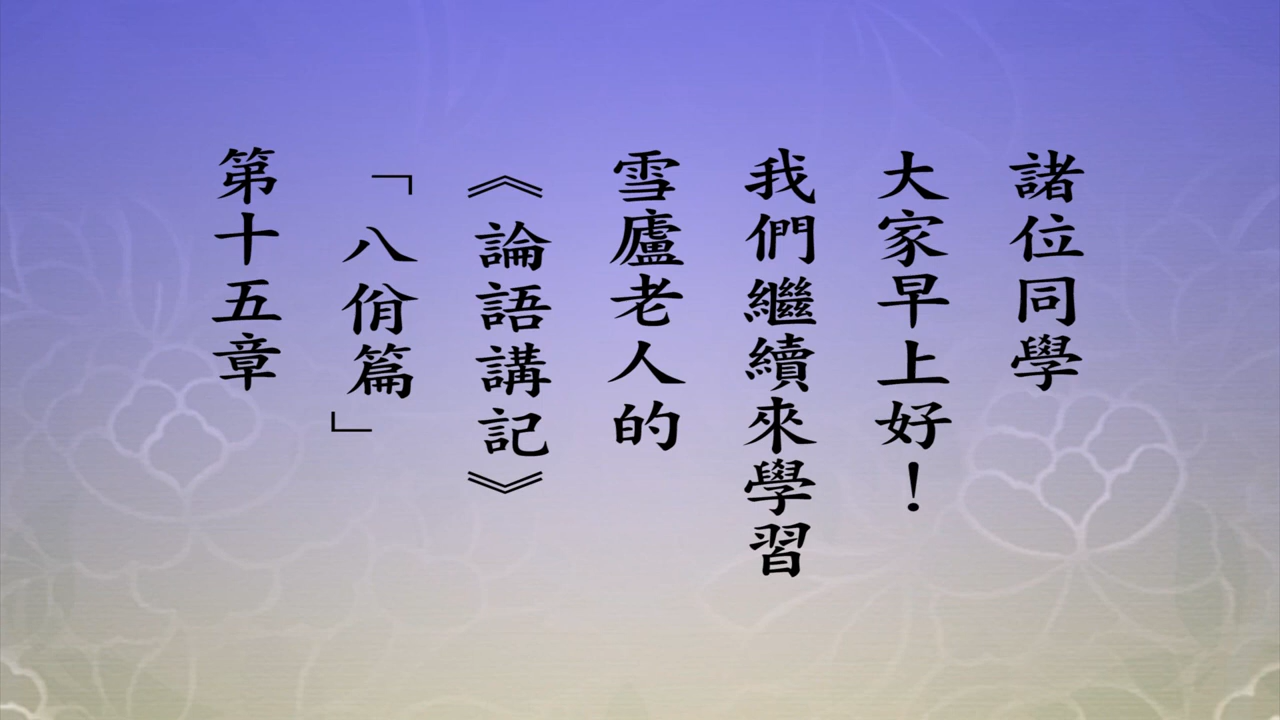 諸位同學
大家早上好！
我們繼續來學習
雪廬老人的
《論語講記》
「八佾篇」
第十五章